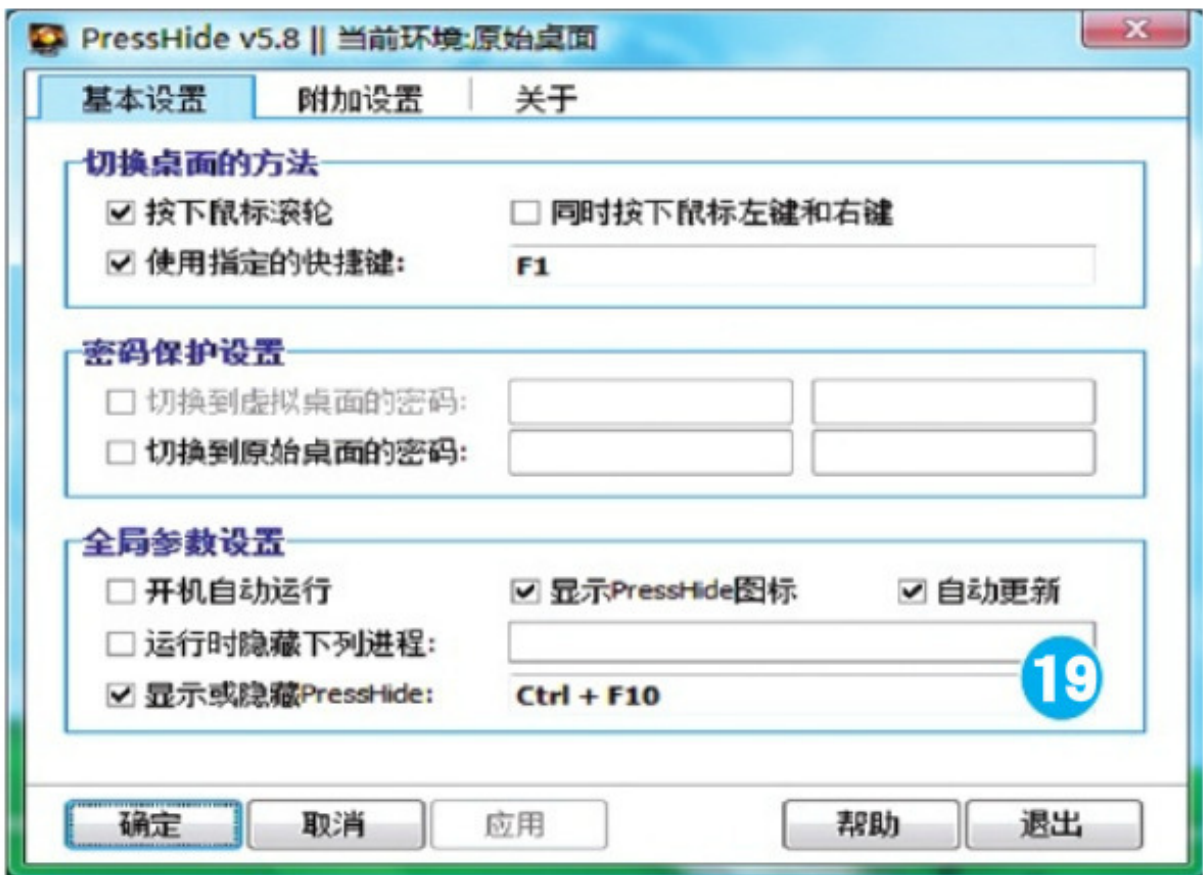 PressHide v5.8 || 当前环境:原始桌面
基本设置 附加设置 关于
切换桌面的方法
按下鼠标滚轮 同时按下鼠标左键和右键
使用指定的快捷键: F1
密码保护设置
切换到虚拟桌面的密码:
切换到原始桌面的密码:
全局参数设置
开机自动运行 显示PressHide图标 自动更新
运行时隐藏下列进程:
19
显示或隐藏PressHide: Ctrl + F10
确定 取消 应用 帮助 退出